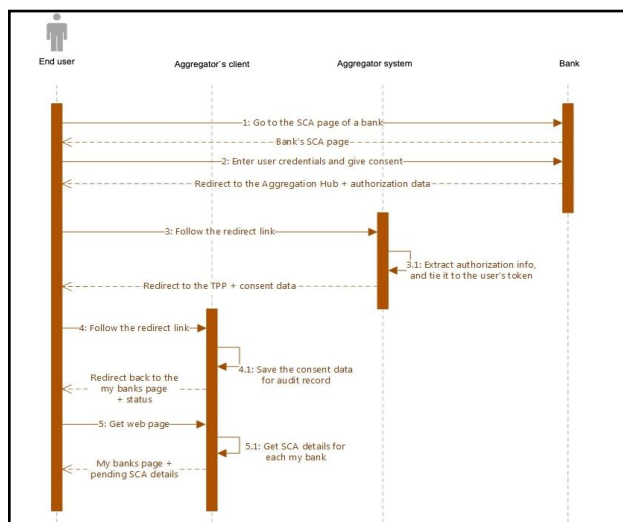 End user
Aggregator`s client
Aggregator system
Bank
1: Go to the SCA page of a bank
Bank's SCA page
2: Enter user credentials and give consent
Redirect to the Aggregation Hub + authorization data
3: Follow the redirect link
3.1: Extract authorization info,
and tie it to the user's token
Redirect to the TPP + consent data
4: Follow the redirect link
4.1: Save the consent data
for audit record
Redirect back to the
my banks page
+ status
5: Get web page
5.1: Get SCA details for
each my bank
My banks page +
pending SCA details